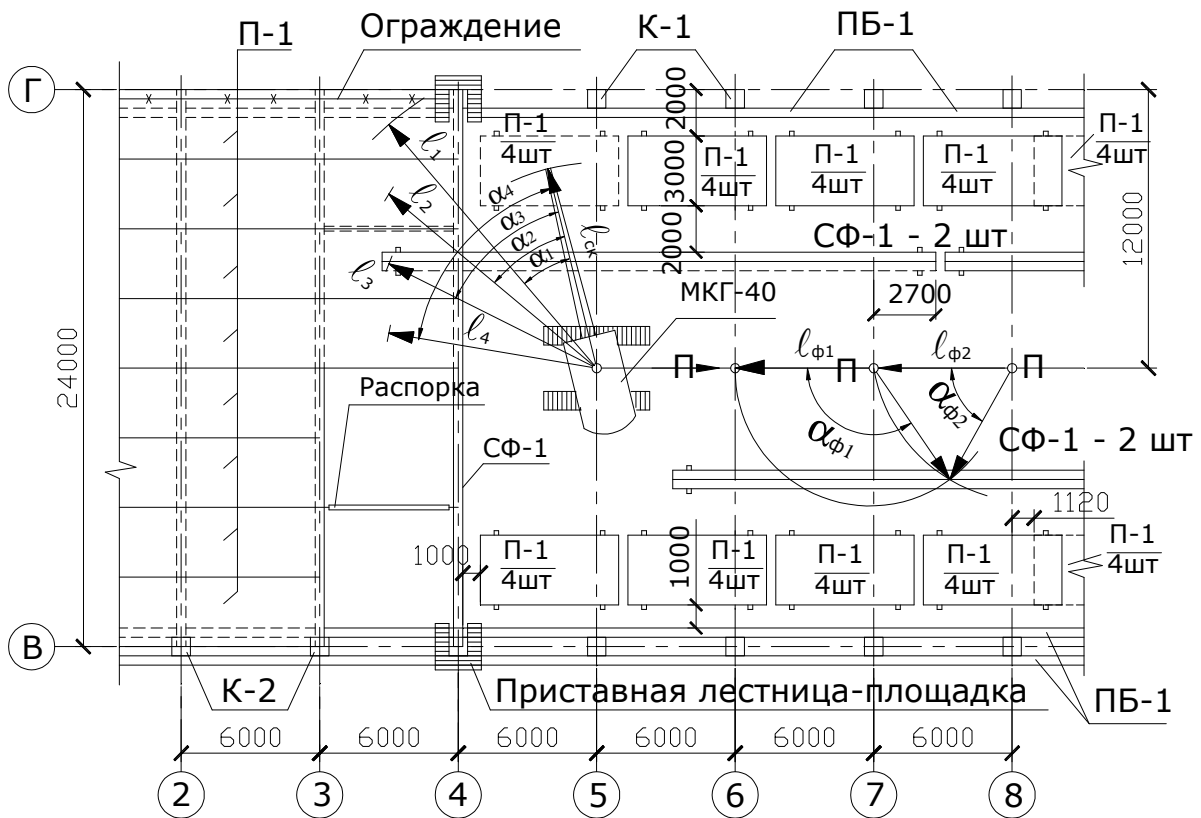 П-1
Ограждение
К-1
ПБ-1
Г
2000
П-1
4шт
П-1
4шт
П-1
4шт
П-1
4шт
П-1
4шт
3000
ℓ1
ℓ2
ℓ3
ℓ4
α4
α3
α2
α1
ℓск
2000
12000
СФ-1 - 2 шт
МКГ-40
2700
24000
П
ℓф1
П
ℓф2
П
αф1
αф2
Распорка
СФ-1
СФ-1 - 2 шт
1120
1000
П-1
4шт
1000
П-1
4шт
П-1
4шт
П-1
4шт
П-1
4шт
В
К-2
Приставная лестница-площадка
ПБ-1
6000
6000
6000
6000
6000
6000
2
3
4
5
6
7
8